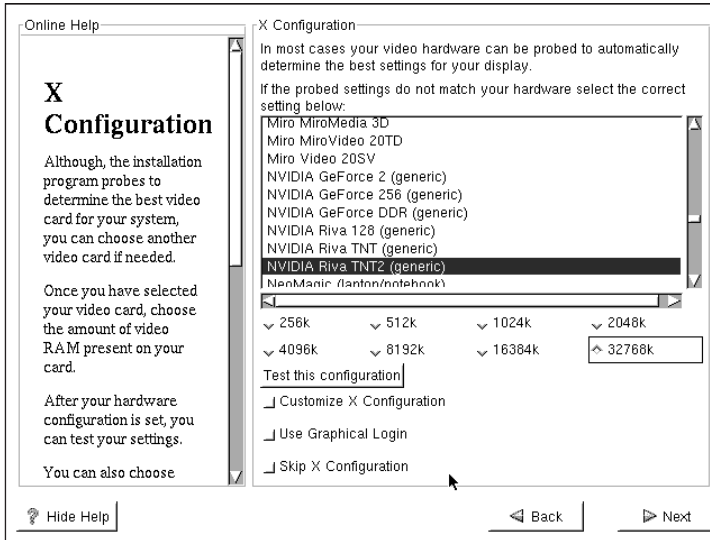 Online Help
X
Configuration
Although, the installation
program probes to
determine the best video
card for your system,
you can choose another
video card if needed.
Once you have selected
your video card, choose
the amount of video
RAM present on your
card.
After your hardware
configuration is set, you
can test your settings.
You can also choose
X Configuration
In most cases your video hardware can be probed to automatically
determine the best settings for your display.
If the probed settings do not match your hardware select the correct
setting below:
Miro MiroMedia 3D
Miro MiroVideo 20TD
Miro Video 20SV
NVIDIA GeForce 2 (generic)
NVIDIA GeForce 256 (generic)
NVIDIA GeForce DDR (generic)
NVIDIA Riva 128 (generic)
NVIDIA Riva TNT (generic)
NVIDIA Riva TNT2 (generic)
NeoMagic (laptop/notebook)
256k 512k 1024k 2048k
4096k 8192k 16384k 32768k
Test this configuration
Customize X Configuration
Use Graphical Login
Skip X Configuration
Hide Help
Back
Next